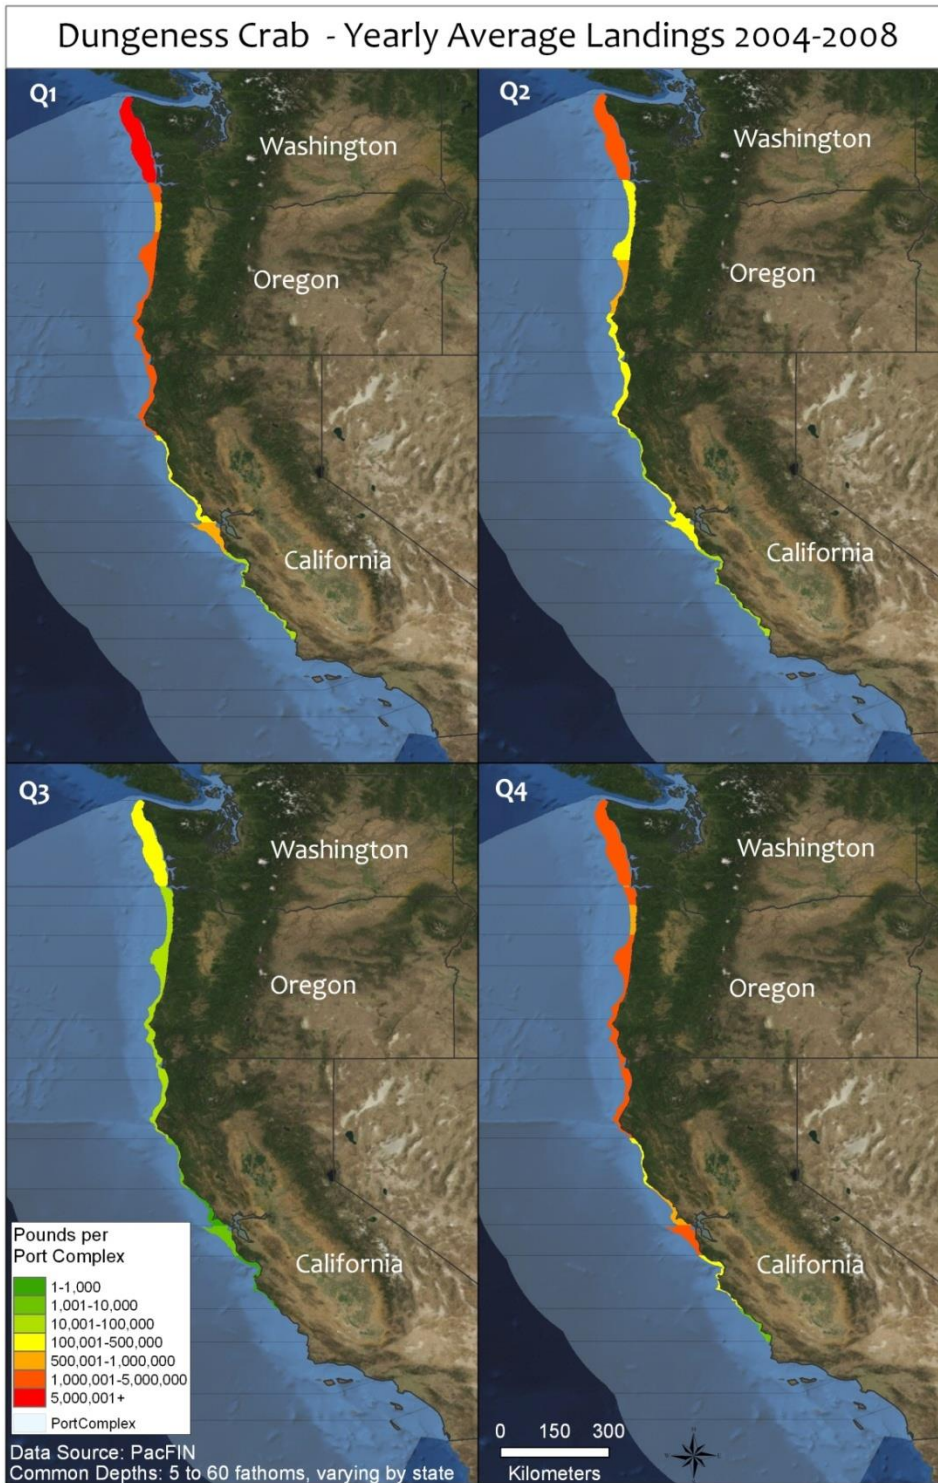 Dungeness Crab - Yearly Average Landings 2004-2008
Q1
Washington
Oregon
California
Q2
Washington
Oregon
California
Q3
Washington
Oregon
California
Pounds per
Port Complex
1-1,000
1,001-10,000
10,001-100,000
100,001-500,000
500,001-1,000,000
1,000,001-5,000,000
5,000,001+
PortComplex
Data Source: PacFIN
Common Depths: 5 to 60 fathoms, varying by state
Q4
Washington
Oregon
California
0 150 300
Kilometers